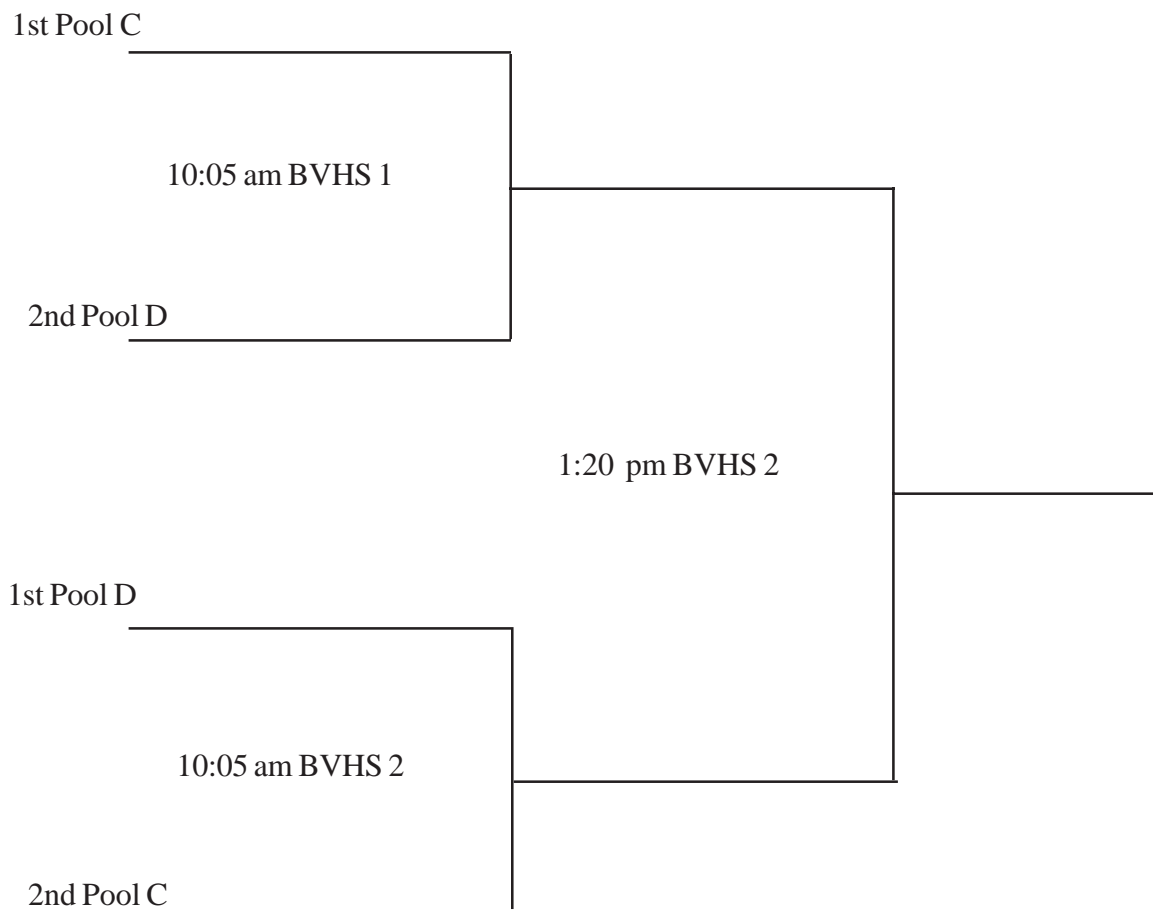 1st Pool C
10:05 am BVHS 1
2nd Pool D
1:20 pm BVHS 2
1st Pool D
10:05 am BVHS 2
2nd Pool C